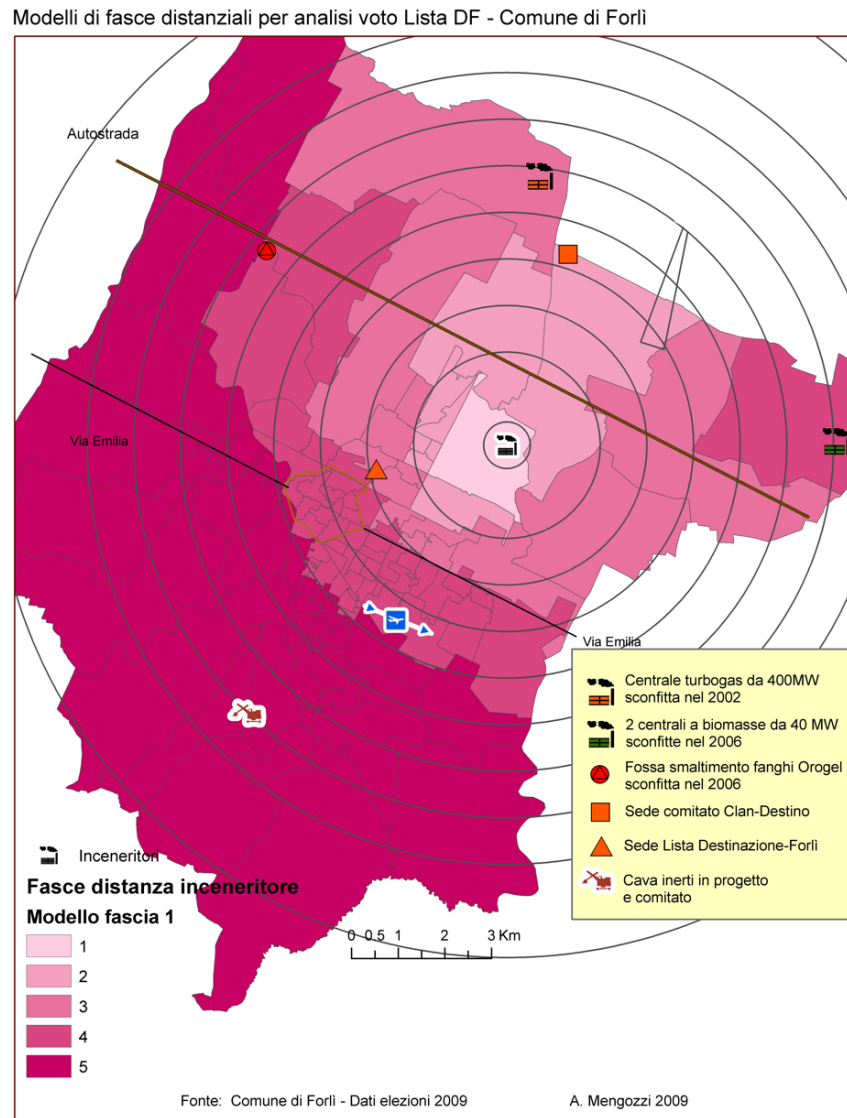 Modelli di fasce distanziali per analisi voto Lista DF - Comune di Forlì
Autostrada
Via Emilia
Via Emilia
Centrale turbogas da 400MW
sconfitta nel 2002
2 centrali a biomasse da 40 MW
sconfitte nel 2006
Fossa smaltimento fanghi Orogel
sconfitta nel 2006
Sede comitato Clan-Destino
Sede Lista Destinazione-Forlì
Cava inerti in progetto
e comitato
Inceneritori
Fasce distanza inceneritore
Modello fascia 1
1
2
3
4
5
0 0.5 1 2 3 Km
Fonte: Comune di Forlì - Dati elezioni 2009 A. Mengozzi 2009